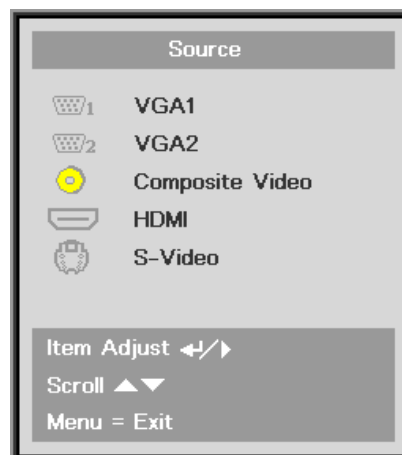 Source
1 VGA1
2 VGA2
Composite Video
HDMI
S-Video
Item Adjust ↵/▶
Scroll ▲▼
Menu = Exit